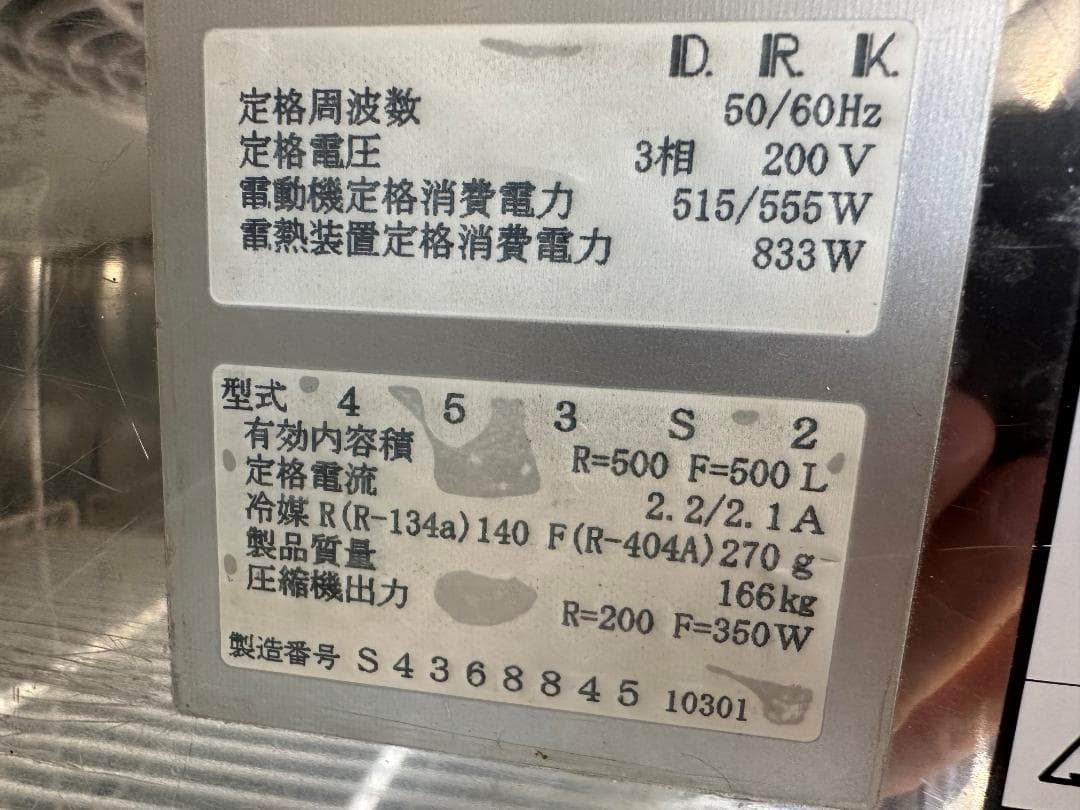 D. R. K.
定格周波数 50/60Hz
定格電圧 3相 200V
電動機定格消費電力 515/555W
電熱装置定格消費電力 833W
型式 4 5 3 S 2
有効内容積 R=500 F=500L
定格電流 2.2/2.1A
冷媒 R(R-134a)140 F(R-404A)270g
製品質量 166kg
圧縮機出力 R=200 F=350W
製造番号 S4368845 10301